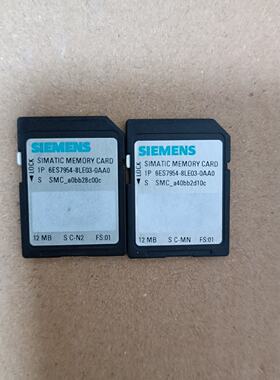 SIEMENS
LOCK
SIMATIC MEMORY CARD
1P 6ES7954-8LE03-0AA0
S SMC_a0bb28c00c
12 MB S C-N2 FS:01
SIEMENS
LOCK
SIMATIC MEMORY CARD
1P 6ES7954-8LE03-0AA0
S SMC_a40bb2d10c
12 MB S C-MN FS:01